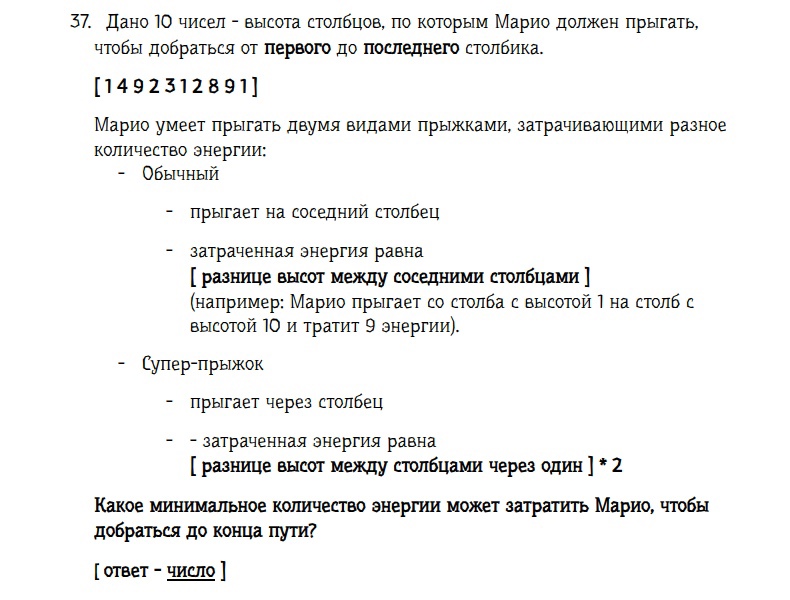 37. Дано 10 чисел - высота столбцов, по которым Марио должен прыгать,
чтобы добраться от первого до последнего столбика.
[ 1 4 9 2 3 1 2 8 9 1 ]
Марио умеет прыгать двумя видами прыжками, затрачивающими разное
количество энергии:
- Обычный
- прыгает на соседний столбец
- затраченная энергия равна
[ разнице высот между соседними столбцами ]
(например: Марио прыгает со столба с высотой 1 на столб с
высотой 10 и тратит 9 энергии).
- Супер-прыжок
- прыгает через столбец
- - затраченная энергия равна
[ разнице высот между столбцами через один ] * 2
Какое минимальное количество энергии может затратить Марио, чтобы
добраться до конца пути?
[ ответ - число ]